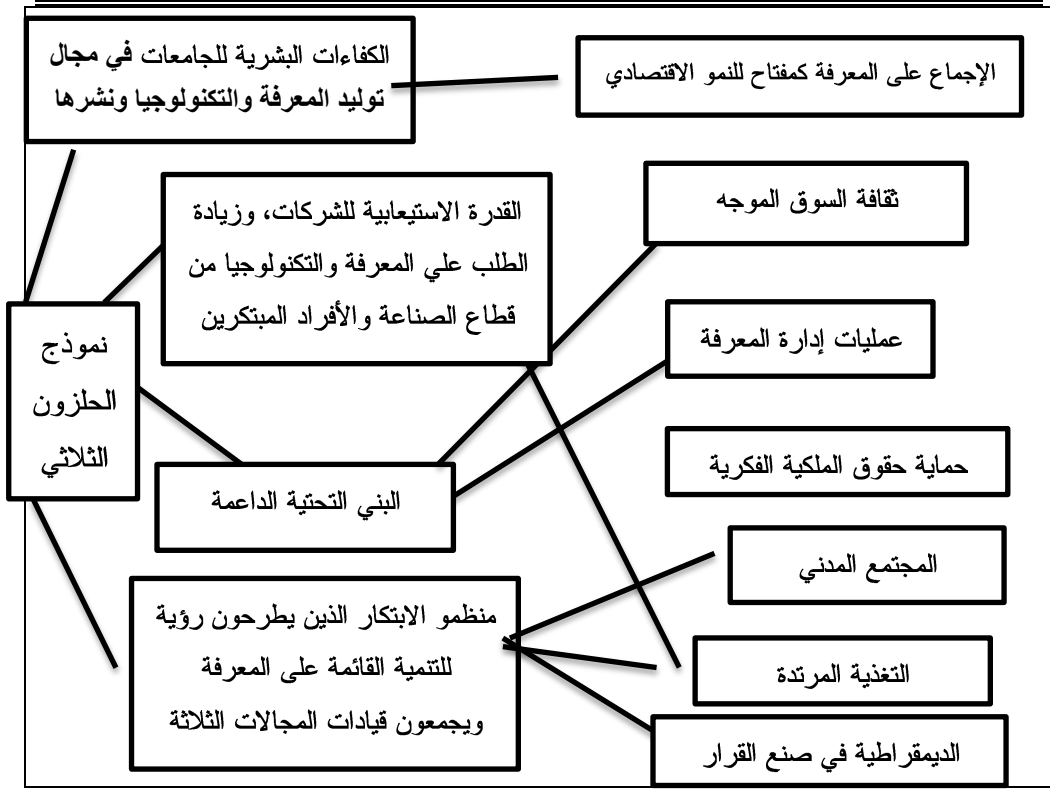 الكفاءات البشرية للجامعات في مجال
توليد المعرفة والتكنولوجيا ونشرها
الإجماع على المعرفة كمفتاح للنمو الاقتصادي
القدرة الاستيعابية للشركات، وزيادة
الطلب علي المعرفة والتكنولوجيا من
قطاع الصناعة والأفراد المبتكرين
ثقافة السوق الموجه
نموذج
الحلزون
الثلاثي
عمليات إدارة المعرفة
حماية حقوق الملكية الفكرية
البني التحتية الداعمة
المجتمع المدني
منظمو الابتكار الذين يطرحون رؤية
للتنمية القائمة على المعرفة
ويجمعون قيادات المجالات الثلاثة
التغذية المرتدة
الديمقراطية في صنع القرار